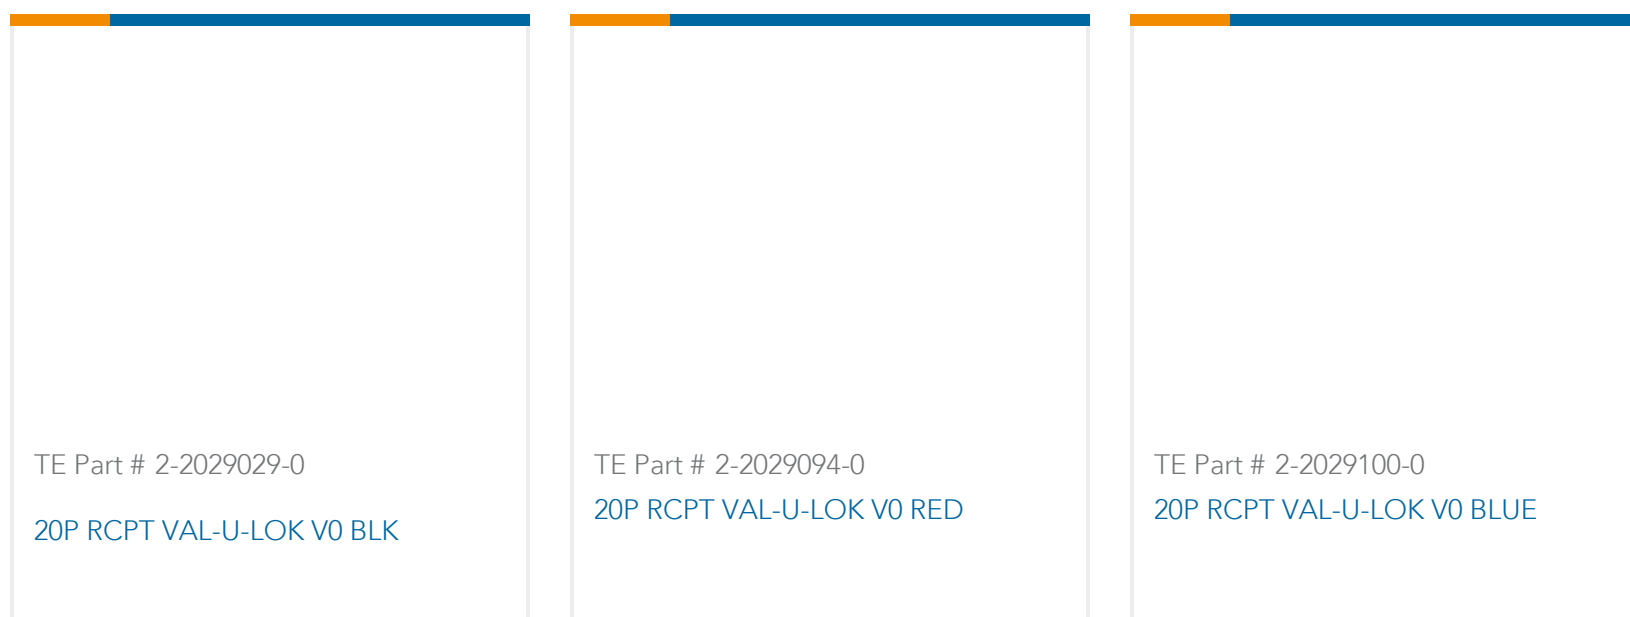 TE Part # 2-2029029-0
20P RCPT VAL-U-LOK V0 BLK
TE Part # 2-2029094-0
20P RCPT VAL-U-LOK V0 RED
TE Part # 2-2029100-0
20P RCPT VAL-U-LOK V0 BLUE